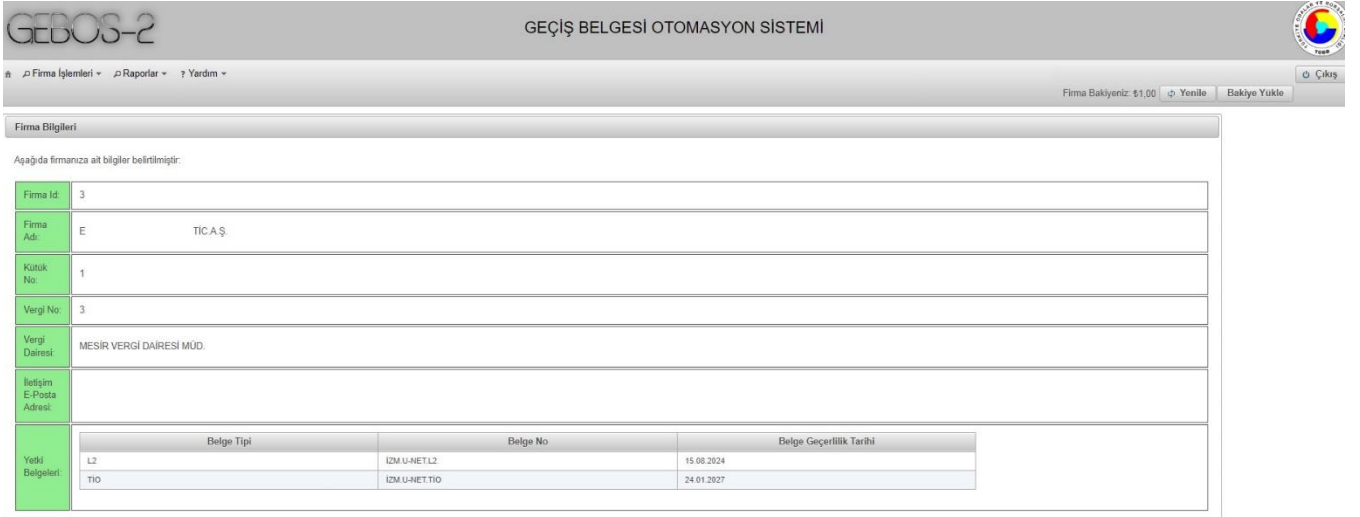 GEBOS-2
GEÇİŞ BELGESİ OTOMASYON SİSTEMİ
TOBB
Firma İşlemleri Raporlar ? Yardım
Çıkış
Firma Bakiyeniz: ₺1,00 Yenile Bakiye Yükle
Firma Bilgileri
Aşağıda firmanıza ait bilgiler belirtilmiştir:
Firma Id: 3
Firma
Adı:
E TİC.A.Ş.
Kütük
No:
1
Vergi No: 3
Vergi
Dairesi:
MESİR VERGİ DAİRESİ MÜD.
İletişim
E-Posta
Adresi:
Yetki
Belgeleri:
Belge Tipi Belge No Belge Geçerlilik Tarihi
L2 İZM.U-NET.L2 15.08.2024
TİO İZM.U-NET.TİO 24.01.2027